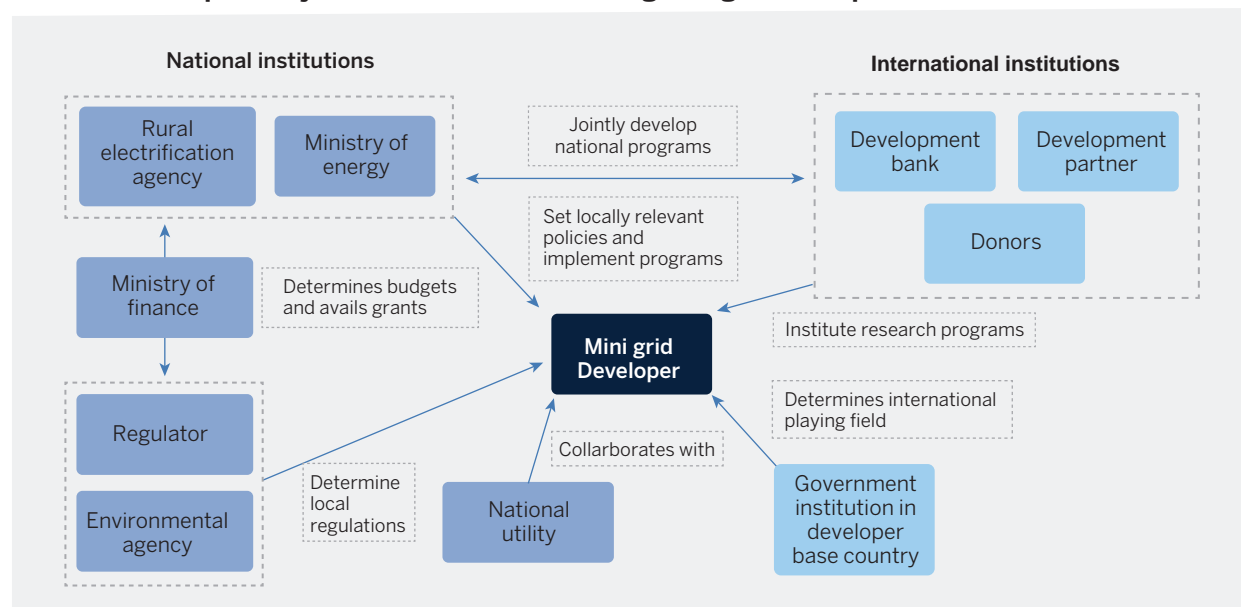 National institutions
International institutions
Rural
electrification
agency
Ministry of
energy
Jointly develop
national programs
Development
bank
Development
partner
Donors
Set locally relevant
policies and
implement programs
Ministry of
finance
Determines budgets
and avails grants
Mini grid
Developer
Institute research programs
Determines international
playing field
Regulator
Environmental
agency
Determine
local
regulations
Collarborates with
National
utility
Government
institution in
developer
base country